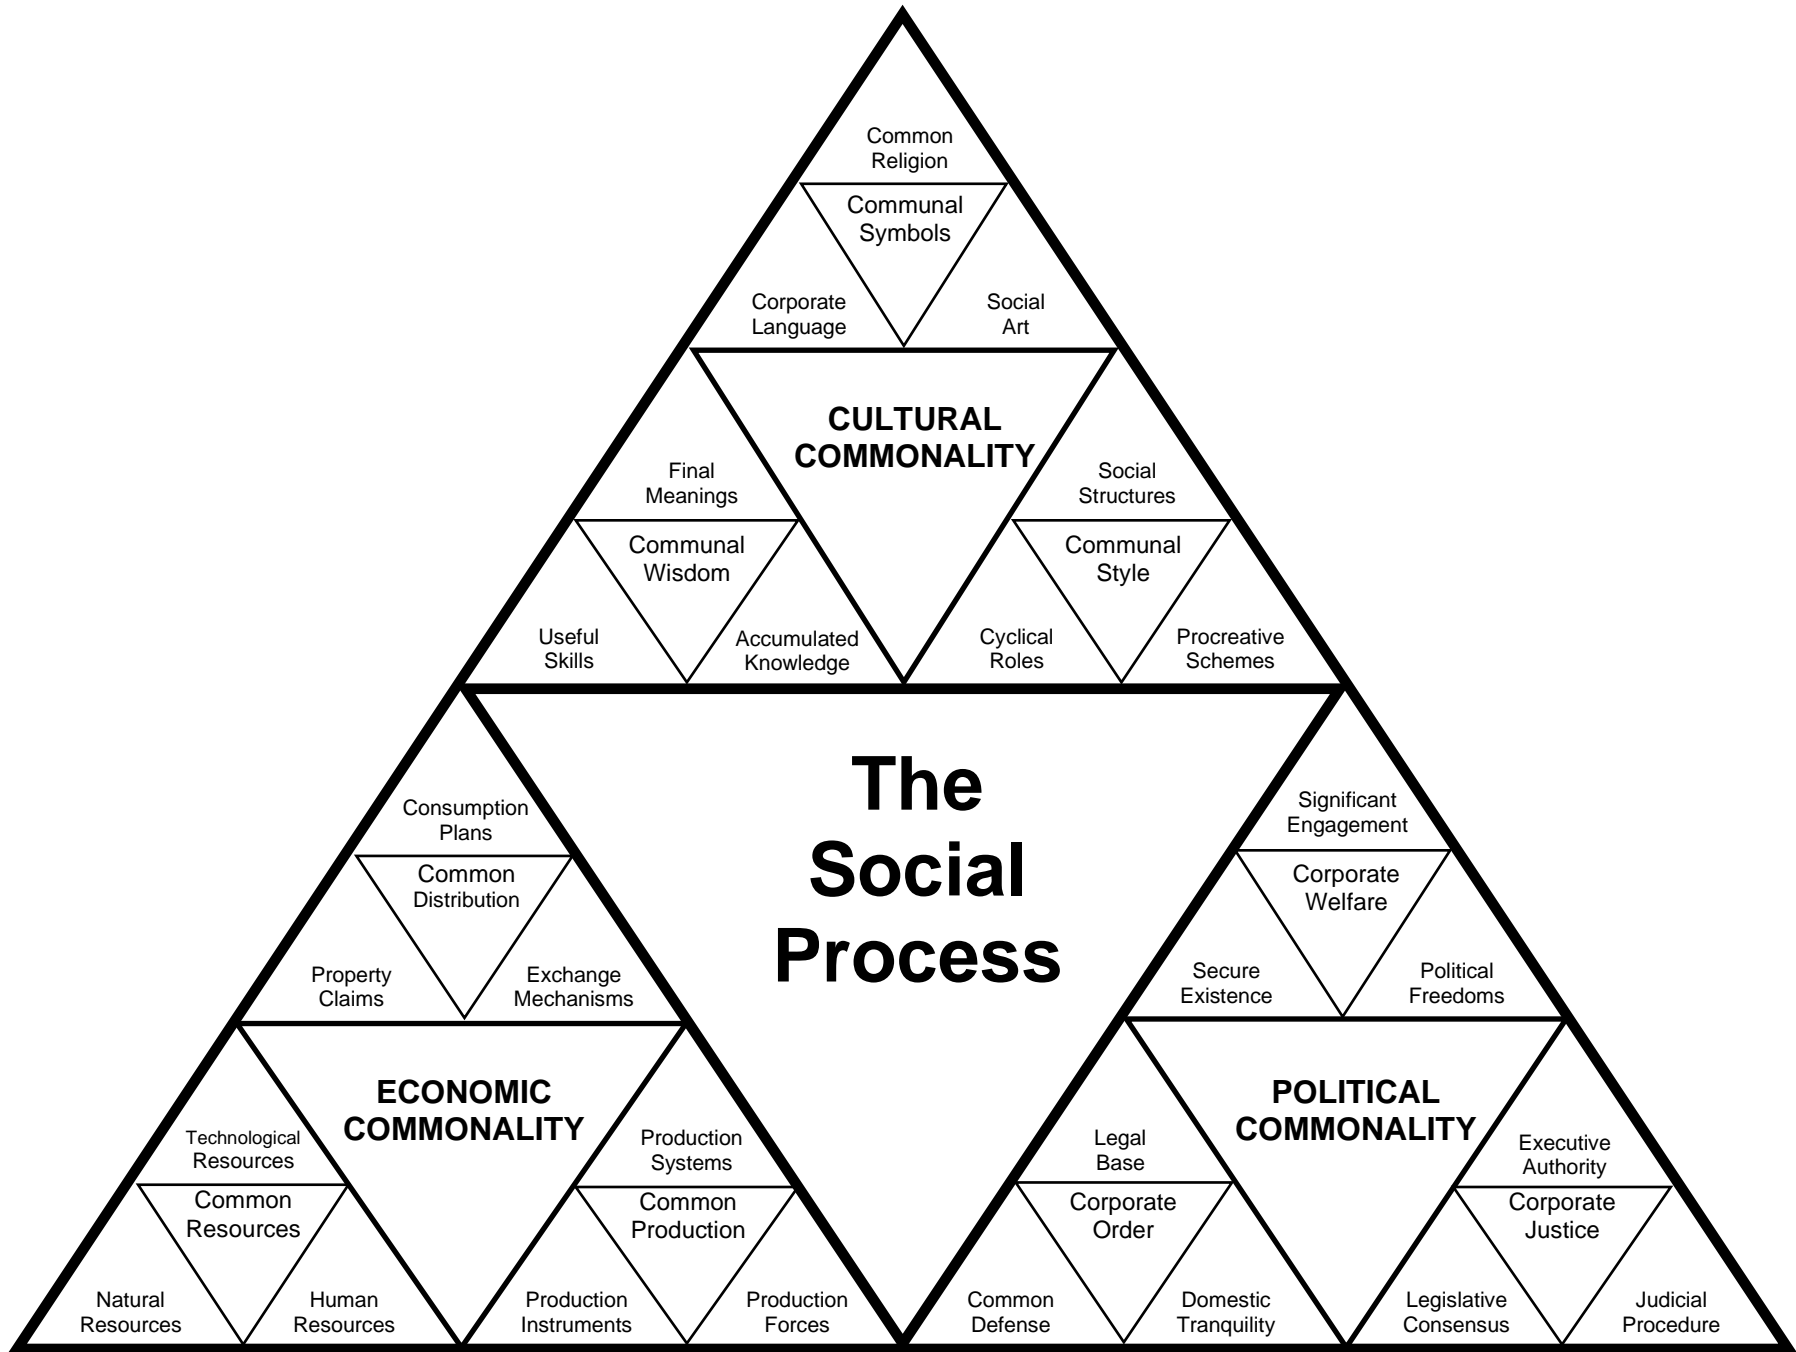 Common
Religion
Communal
Symbols
Corporate
Language
Social
Art
CULTURAL
COMMONALITY
Final
Meanings
Social
Structures
Communal
Wisdom
Communal
Style
Useful
Skills
Accumulated
Knowledge
Cyclical
Roles
Procreative
Schemes
The
Social
Process
Consumption
Plans
Common
Distribution
Property
Claims
Exchange
Mechanisms
Significant
Engagement
Corporate
Welfare
Secure
Existence
Political
Freedoms
ECONOMIC
COMMONALITY
POLITICAL
COMMONALITY
Technological
Resources
Common
Resources
Natural
Resources
Human
Resources
Production
Systems
Common
Production
Production
Instruments
Production
Forces
Legal
Base
Corporate
Order
Common
Defense
Domestic
Tranquility
Executive
Authority
Corporate
Justice
Legislative
Consensus
Judicial
Procedure